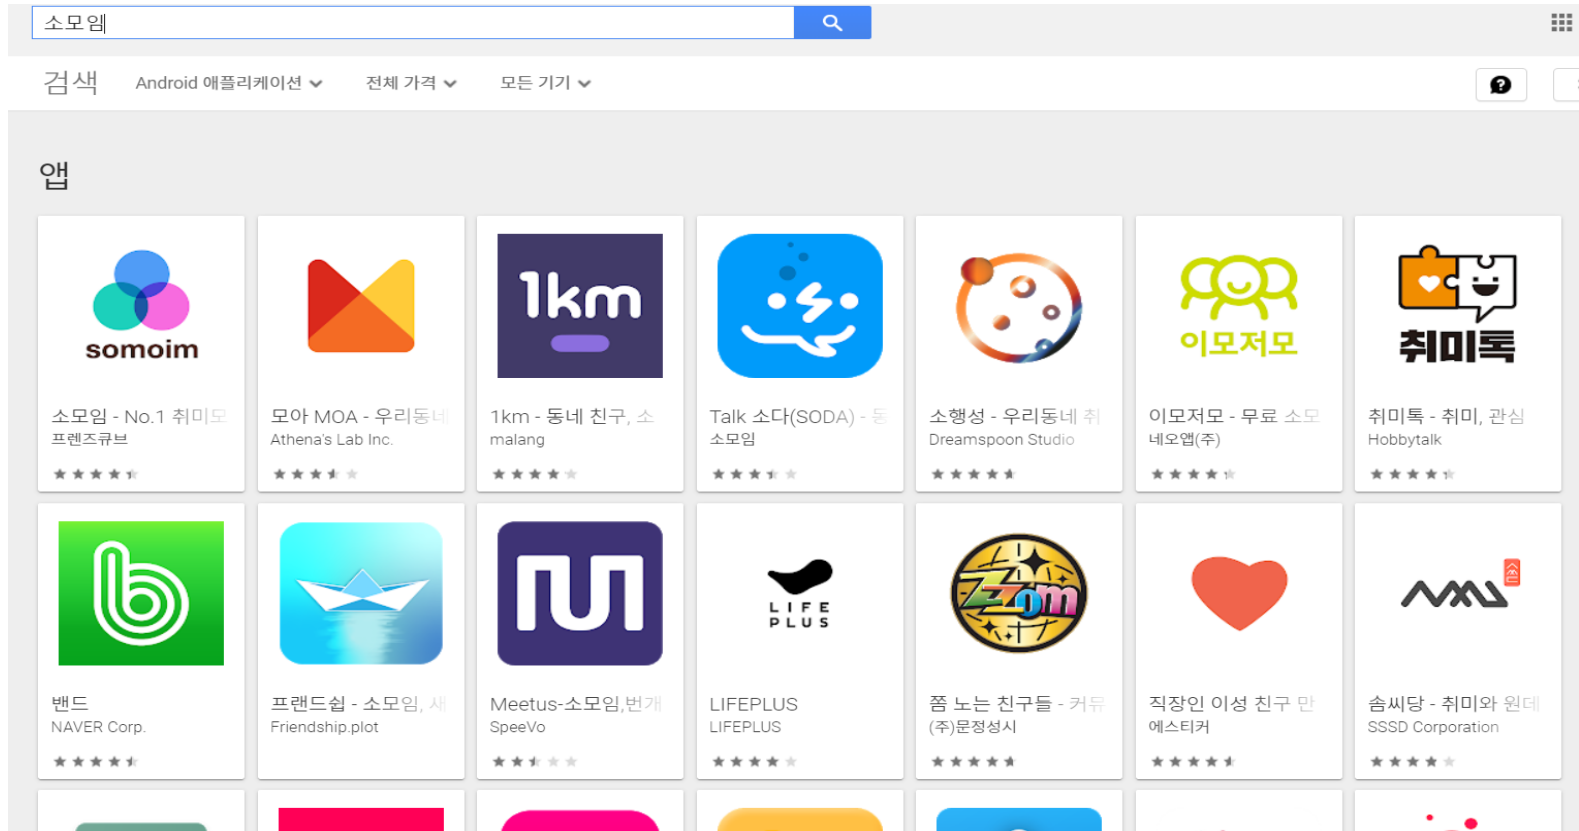 소모임
검색
Android 애플리케이션
전체 가격
모든 기기
앱
somoim
1km
이모저모
취미톡
소모임 - No.1 취미모
모아 MOA - 우리동네
1km - 동네 친구, 소
Talk 소다(SODA) - 동
소행성 - 우리동네 취
이모저모 - 무료 소모
취미톡 - 취미, 관심
프렌즈큐브
Athena's Lab Inc.
malang
소모임
Dreamspoon Studio
네오앱(주)
Hobbytalk
LIFE
PLUS
ZZom
밴드
프랜드쉽 - 소모임, 새
Meetus-소모임,번개
LIFEPLUS
쫌 노는 친구들 - 커뮤
직장인 이성 친구 만
솜씨당 - 취미와 원데
NAVER Corp.
Friendship.plot
SpeeVo
LIFEPLUS
(주)문정성시
에스티커
SSSD Corporation